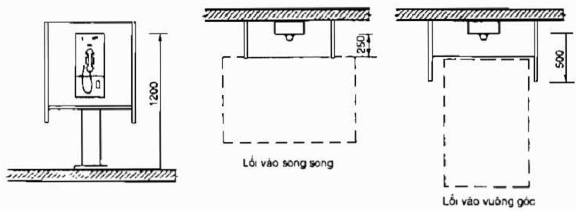 1200
250
500
Lối vào song song
Lối vào vuông góc